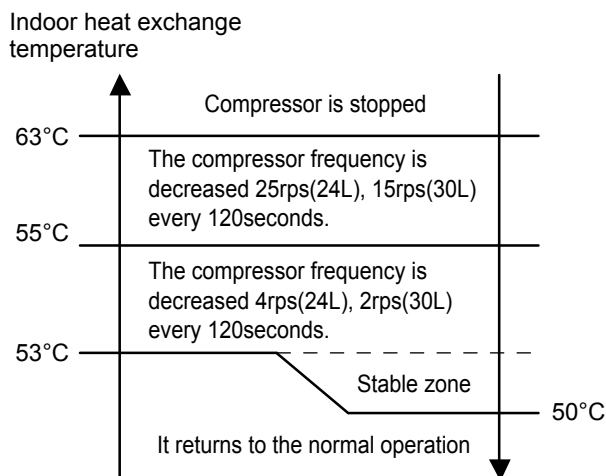 Indoor heat exchange
temperature
Compressor is stopped
63°C
The compressor frequency is
decreased 25rps(24L), 15rps(30L)
every 120seconds.
55°C
The compressor frequency is
decreased 4rps(24L), 2rps(30L)
every 120seconds.
53°C
Stable zone
50°C
It returns to the normal operation